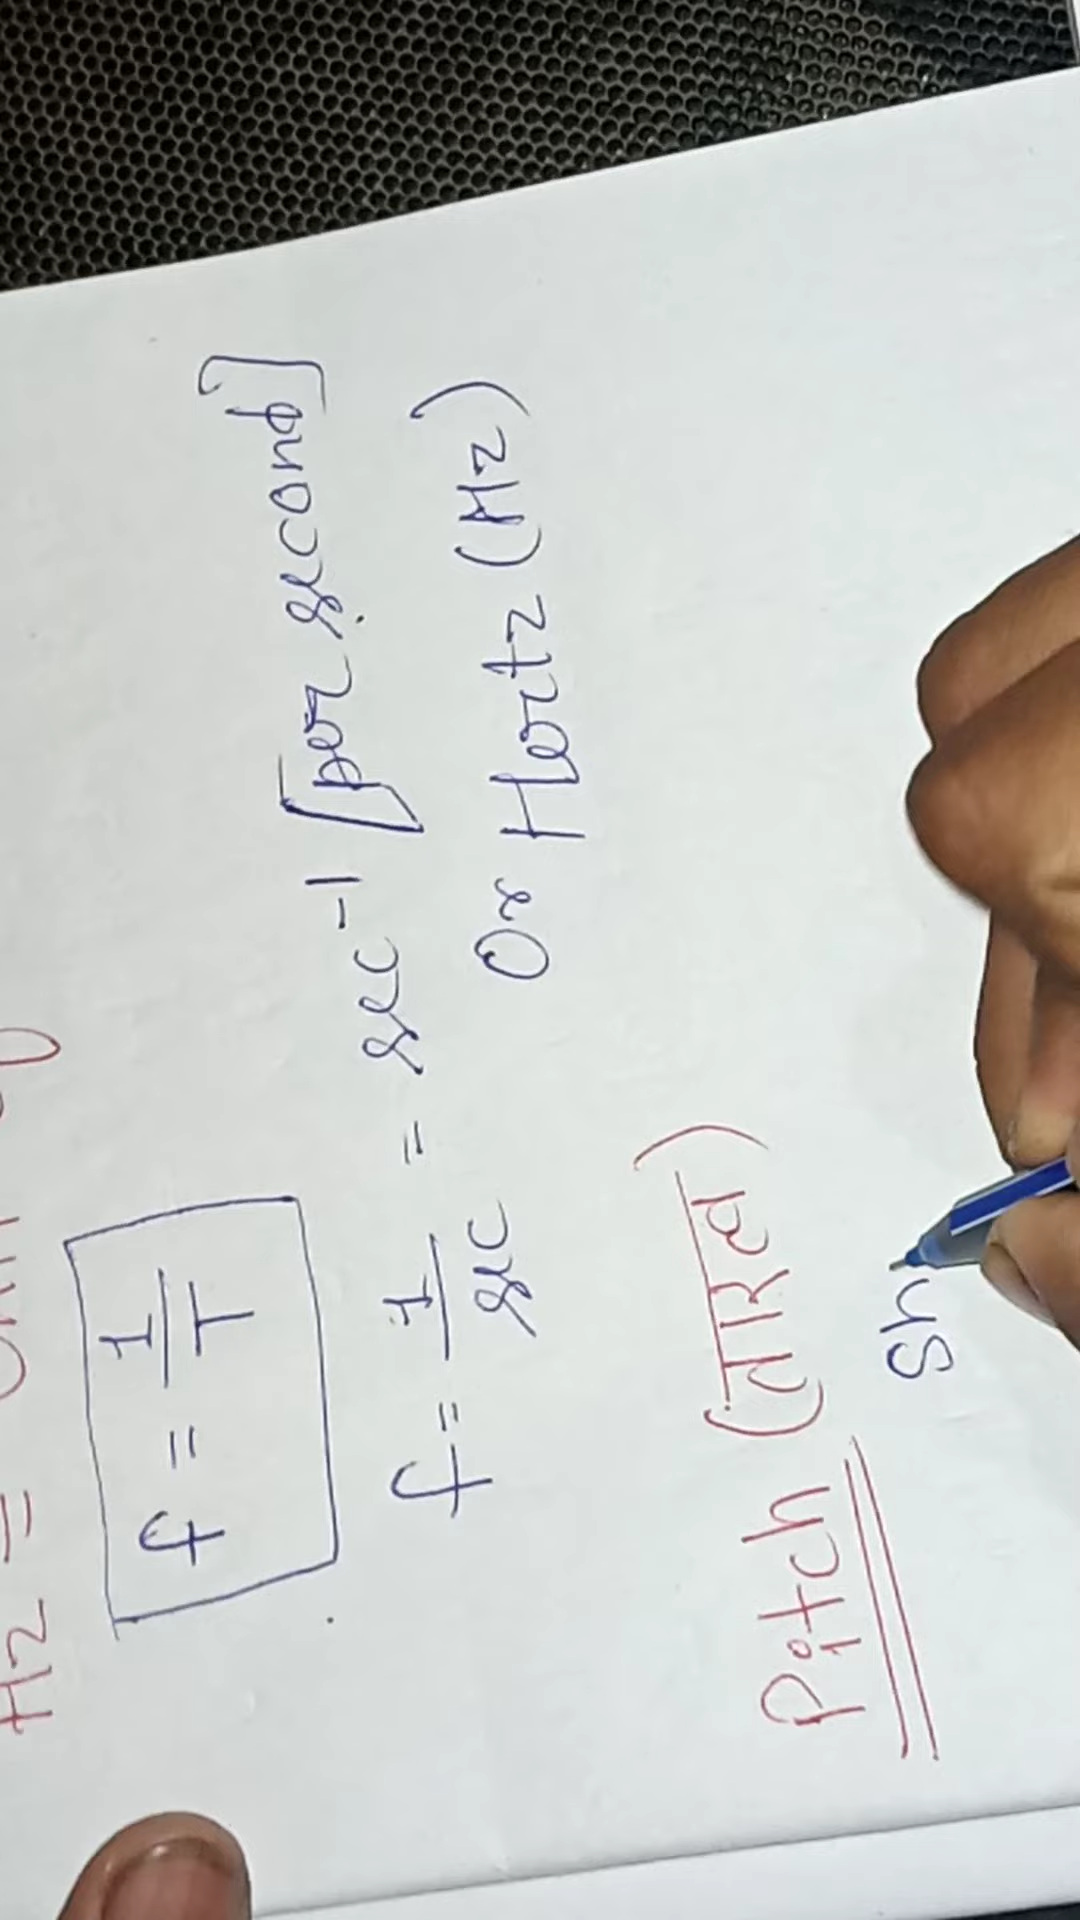 Hz =
f = 1/T
f = 1/sec = sec⁻¹ [per second]
Or Hertz (Hz)
Pitch (तारत्व)
Sh